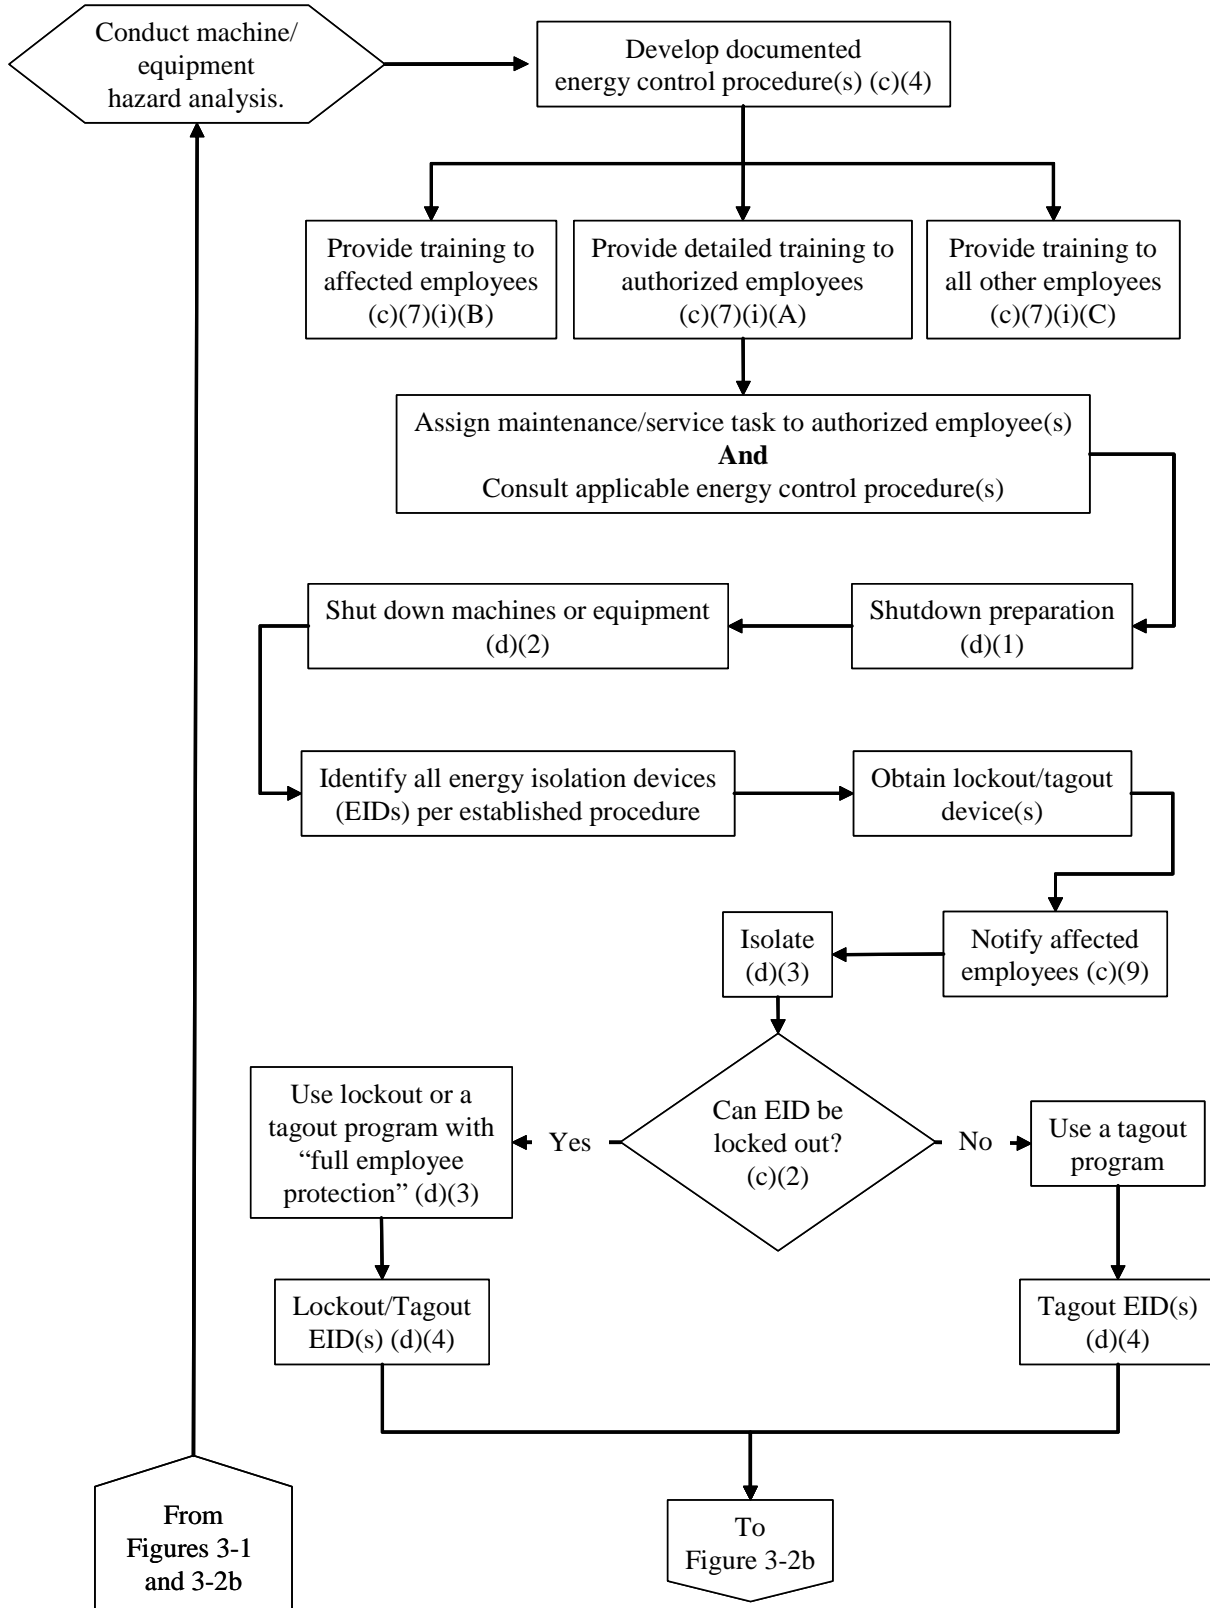 Conduct machine/
equipment
hazard analysis.
Develop documented
energy control procedure(s) (c)(4)
Provide training to
affected employees
(c)(7)(i)(B)
Provide detailed training to
authorized employees
(c)(7)(i)(A)
Provide training to
all other employees
(c)(7)(i)(C)
Assign maintenance/service task to authorized employee(s)
And
Consult applicable energy control procedure(s)
Shutdown preparation
(d)(1)
Shut down machines or equipment
(d)(2)
Identify all energy isolation devices
(EIDs) per established procedure
Obtain lockout/tagout
device(s)
Notify affected
employees (c)(9)
Isolate
(d)(3)
Can EID be
locked out?
(c)(2)
Yes
No
Use lockout or a
tagout program with
“full employee
protection” (d)(3)
Use a tagout
program
Lockout/Tagout
EID(s) (d)(4)
Tagout EID(s)
(d)(4)
From
Figures 3-1
and 3-2b
To
Figure 3-2b